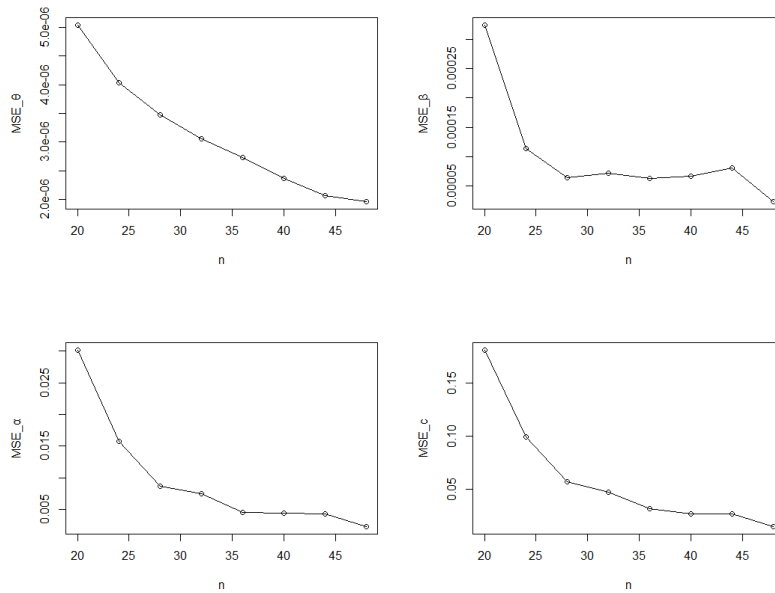 MSE_θ
5.0e-06
4.0e-06
3.0e-06
2.0e-06
20 25 30 35 40 45
n
MSE_β
0.00025
0.00015
0.00005
20 25 30 35 40 45
n
MSE_α
0.025
0.015
0.005
20 25 30 35 40 45
n
MSE_c
0.15
0.10
0.05
20 25 30 35 40 45
n